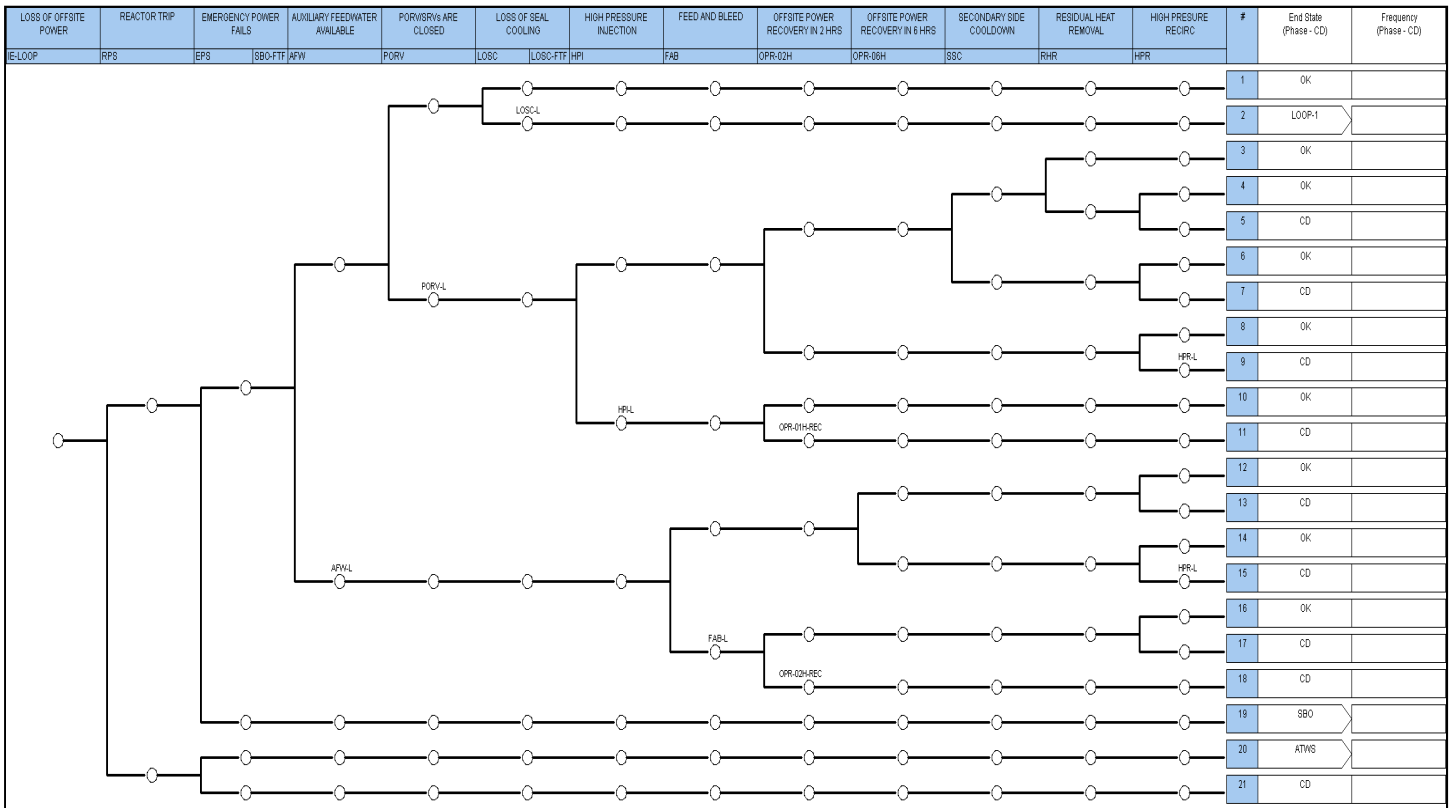 LOSS OF OFFSITE
POWER
REACTOR TRIP
EMERGENCY POWER
FAILS
AUXILIARY FEEDWATER
AVAILABLE
PORV/SRVs ARE
CLOSED
LOSS OF SEAL
COOLING
HIGH PRESSURE
INJECTION
FEED AND BLEED
OFFSITE POWER
RECOVERY IN 2 HRS
OFFSITE POWER
RECOVERY IN 6 HRS
SECONDARY SIDE
COOLDOWN
RESIDUAL HEAT
REMOVAL
HIGH PRESURE
RECIRC
#
End State
(Phase - CD)
Frequency
(Phase - CD)
IE-LOOP
RPS
EPS
SBO-FTF
AFW
PORV
LOSC
LOSC-FTF
HPI
FAB
OPR-02H
OPR-06H
SSC
RHR
HPR
1 OK
LOSC-L
2 LOOP-1
3 OK
4 OK
5 CD
6 OK
PORV-L
7 CD
8 OK
HPR-L
9 CD
10 OK
HPI-L
OPR-01H-REC
11 CD
12 OK
13 CD
14 OK
AFW-L
HPR-L
15 CD
16 OK
FAB-L
17 CD
OPR-02H-REC
18 CD
19 SBO
20 ATWS
21 CD